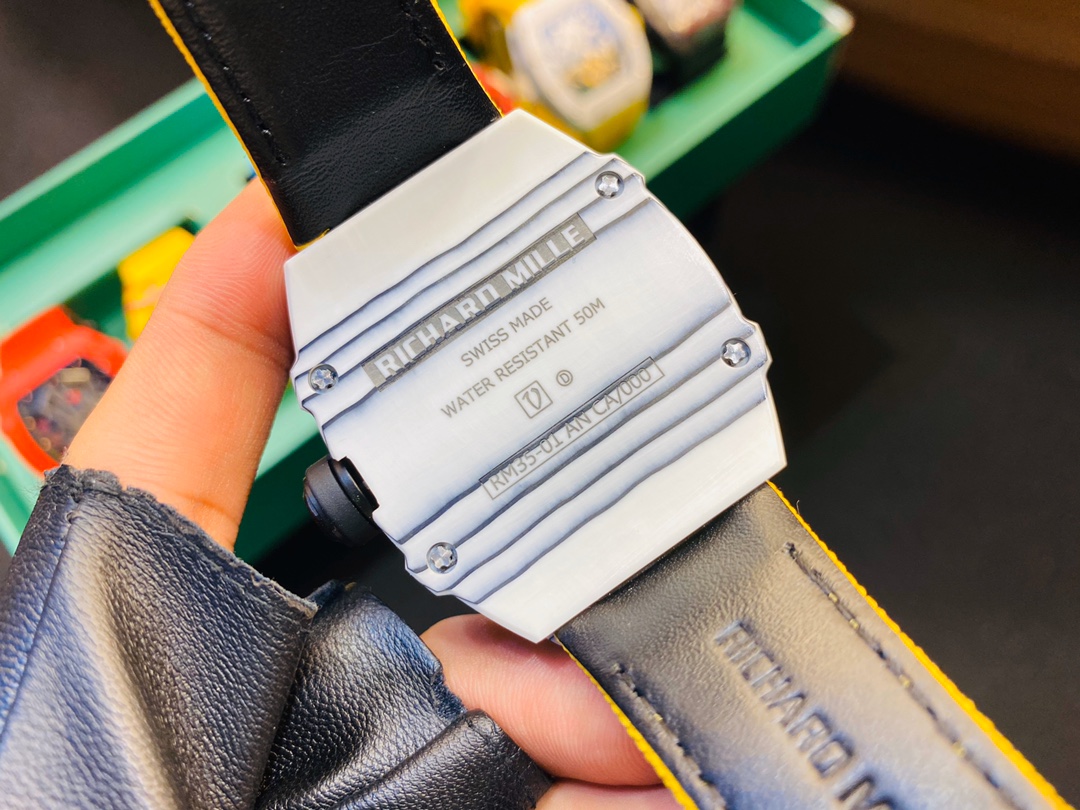 RICHARD MILLE
SWISS MADE
WATER RESISTANT 50M
D
RM35-01 AN CA/000
RICHARD M